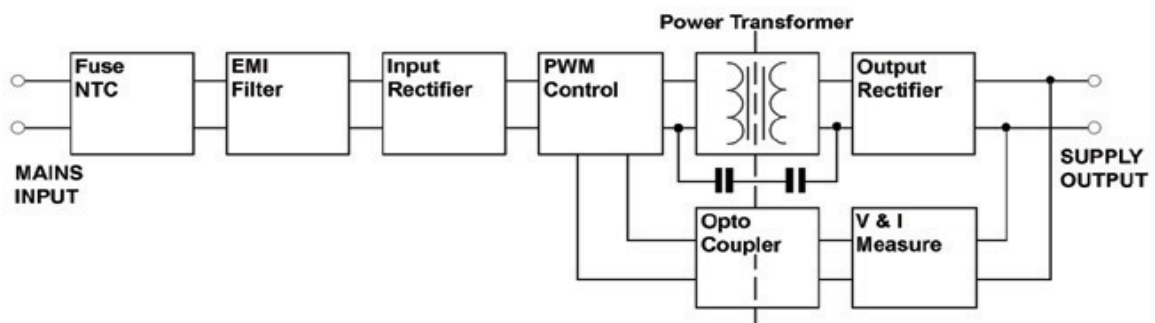 Power Transformer
Fuse
NTC
EMI
Filter
Input
Rectifier
PWM
Control
Output
Rectifier
MAINS
INPUT
SUPPLY
OUTPUT
Opto
Coupler
V & I
Measure